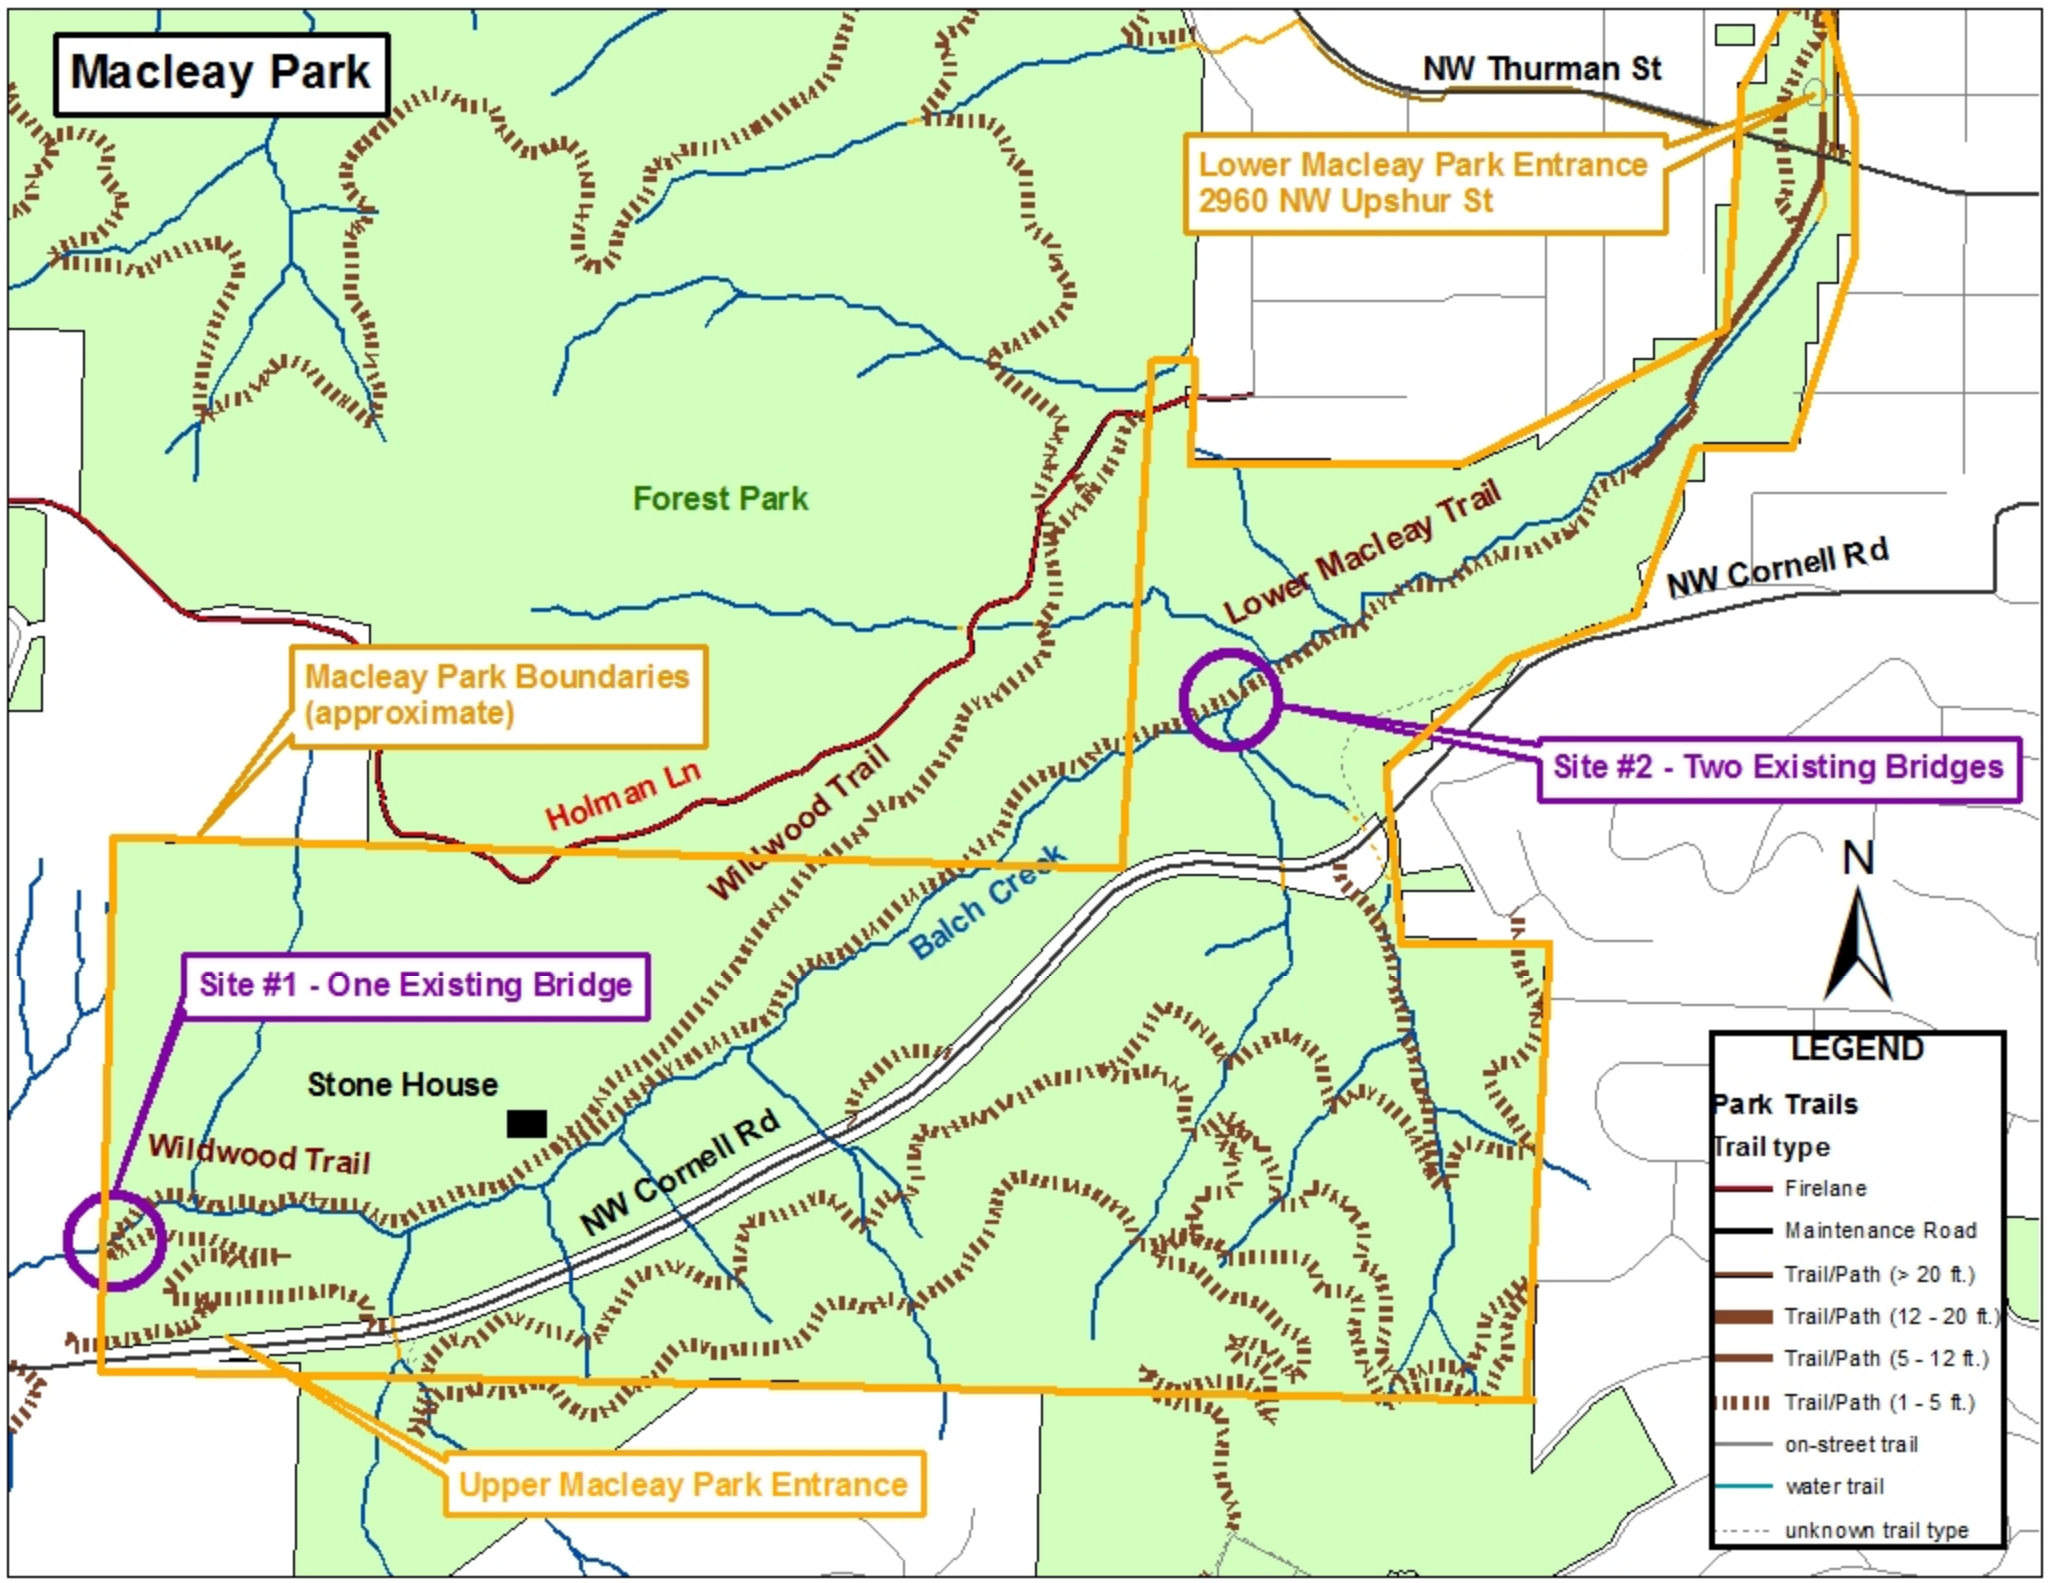 Macleay Park
NW Thurman St
Lower Macleay Park Entrance
2960 NW Upshur St
Forest Park
Lower Macleay Trail
NW Cornell Rd
Macleay Park Boundaries
(approximate)
Holman Ln
Wildwood Trail
Site #2 - Two Existing Bridges
Balch Creek
N
Site #1 - One Existing Bridge
Stone House
Wildwood Trail
NW Cornell Rd
Upper Macleay Park Entrance
LEGEND
Park Trails
Trail type
Firelane
Maintenance Road
Trail/Path (> 20 ft.)
Trail/Path (12 - 20 ft.)
Trail/Path (5 - 12 ft.)
Trail/Path (1 - 5 ft.)
on-street trail
water trail
unknown trail type